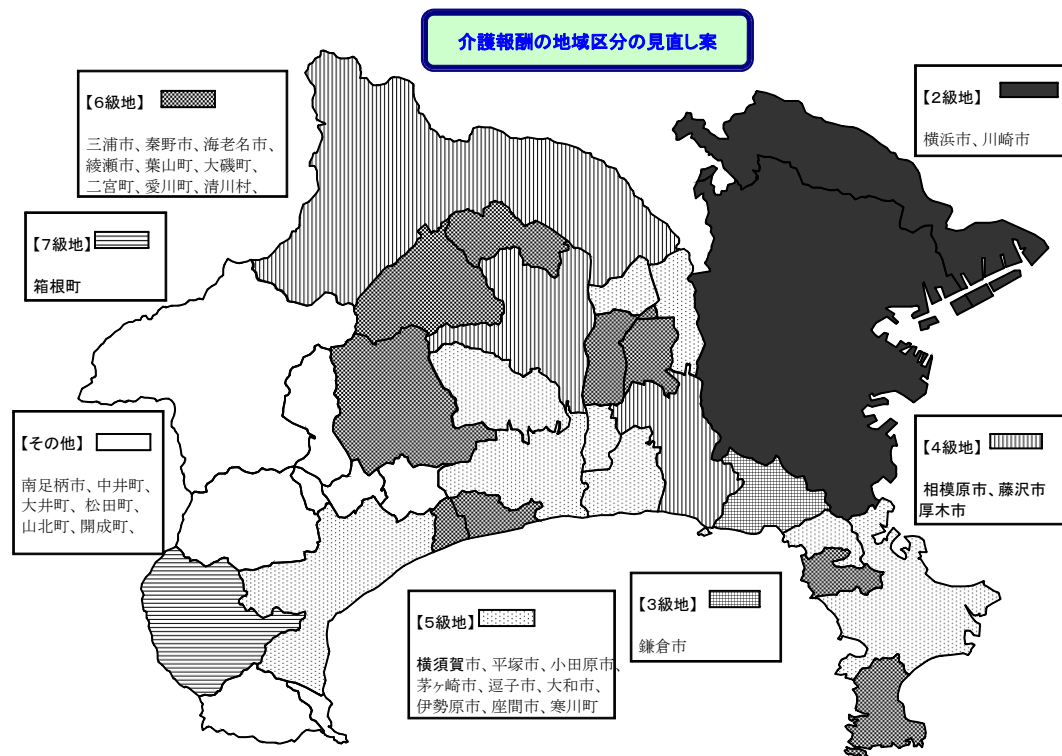 介護報酬の地域区分の見直し案
【6級地】
三浦市、秦野市、海老名市、
綾瀬市、葉山町、大磯町、
二宮町、愛川町、清川村、
【2級地】
横浜市、川崎市
【7級地】
箱根町
【その他】
南足柄市、中井町、
大井町、松田町、
山北町、開成町、
【4級地】
相模原市、藤沢市
厚木市
【5級地】
横須賀市、平塚市、小田原市、
茅ヶ崎市、逗子市、大和市、
伊勢原市、座間市、寒川町
【3級地】
鎌倉市